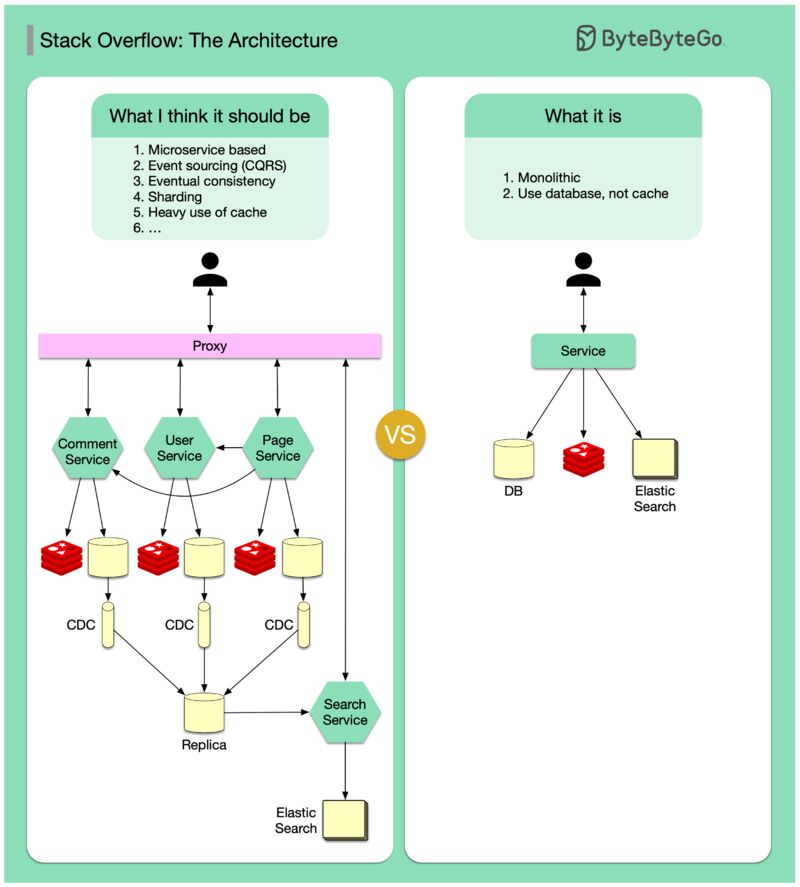 Stack Overflow: The Architecture
ByteByteGo
What I think it should be
1. Microservice based
2. Event sourcing (CQRS)
3. Eventual consistency
4. Sharding
5. Heavy use of cache
6. ...
Proxy
Comment
Service
User
Service
Page
Service
CDC
CDC
CDC
Replica
Search
Service
Elastic
Search
VS
What it is
1. Monolithic
2. Use database, not cache
Service
DB
Elastic
Search